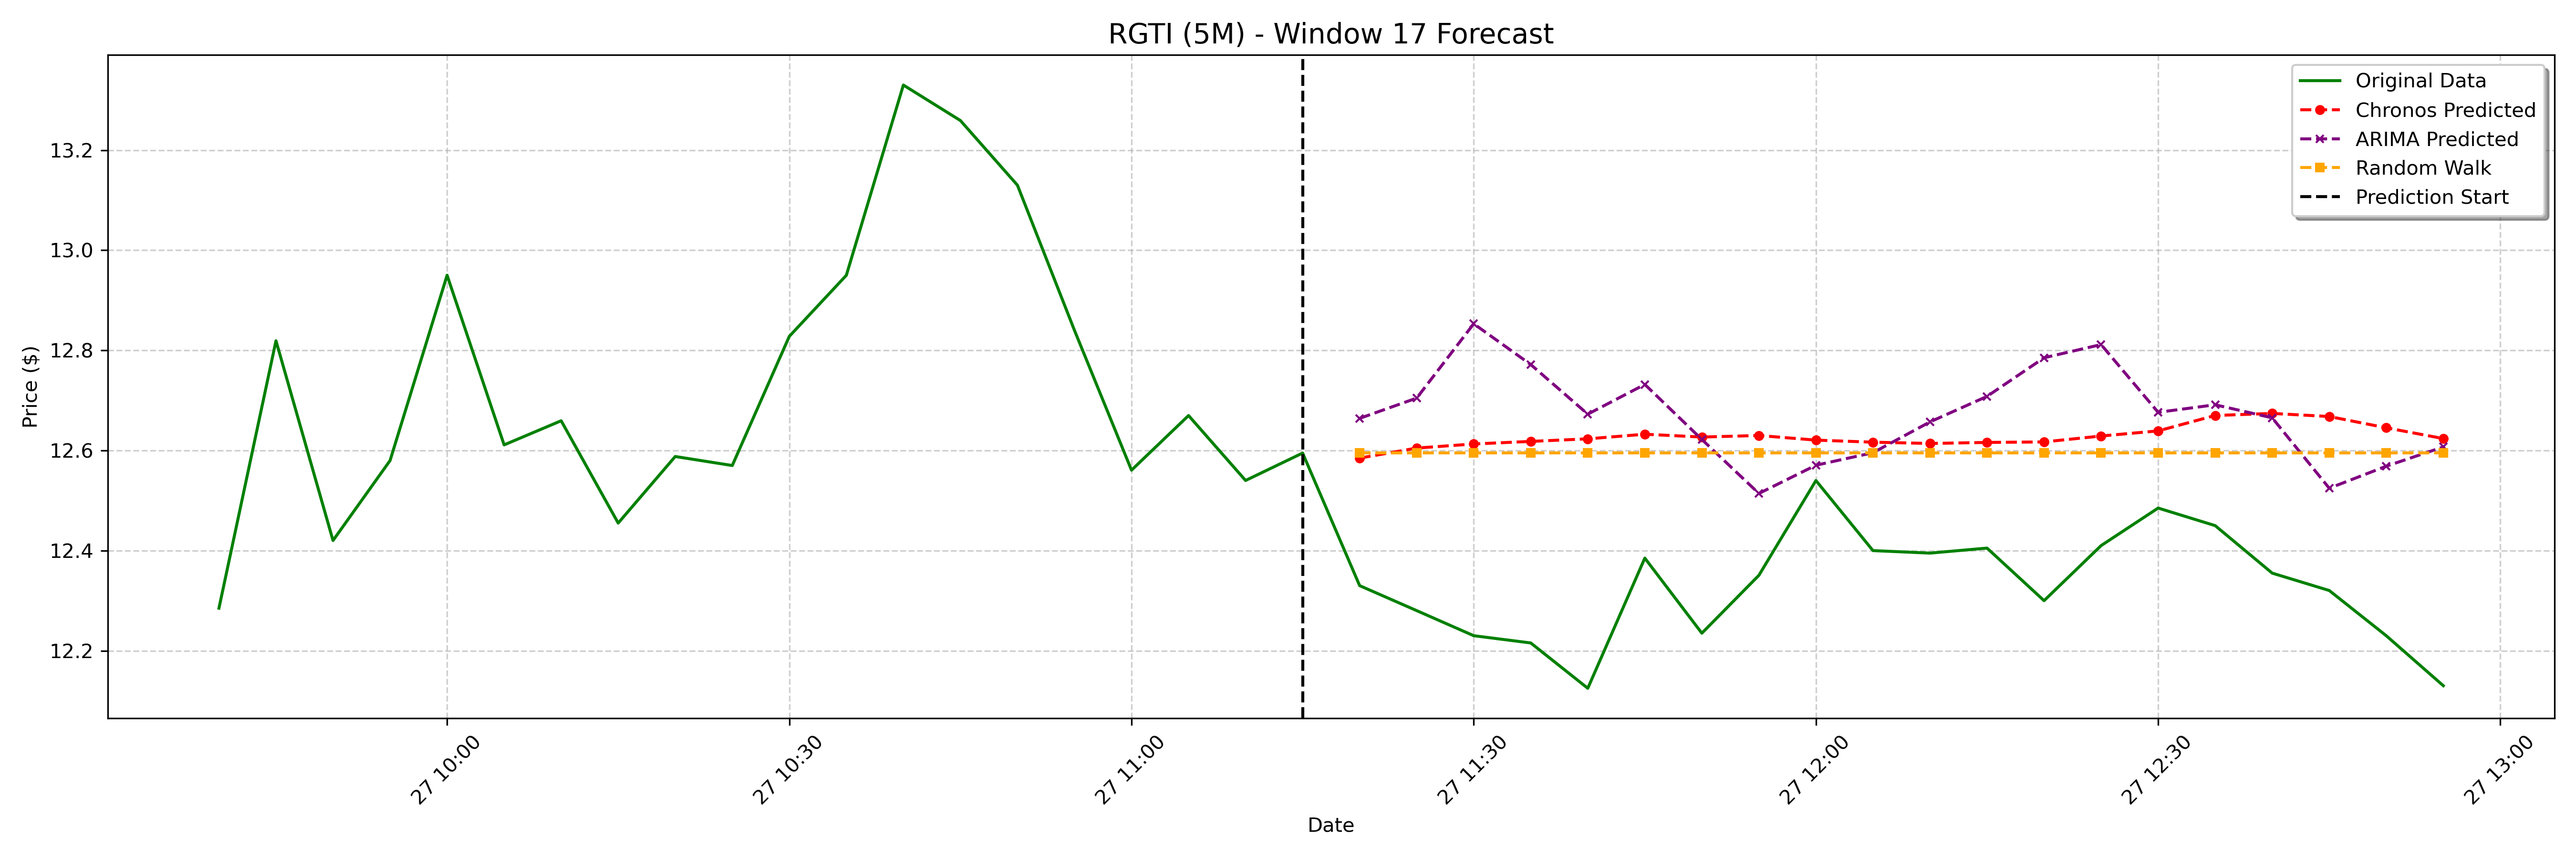 RGTI (5M) - Window 17 Forecast
Original Data
Chronos Predicted
ARIMA Predicted
Random Walk
Prediction Start
Price ($)
13.2
13.0
12.8
12.6
12.4
12.2
27 10:00
27 10:30
27 11:00
27 11:30
27 12:00
27 12:30
27 13:00
Date